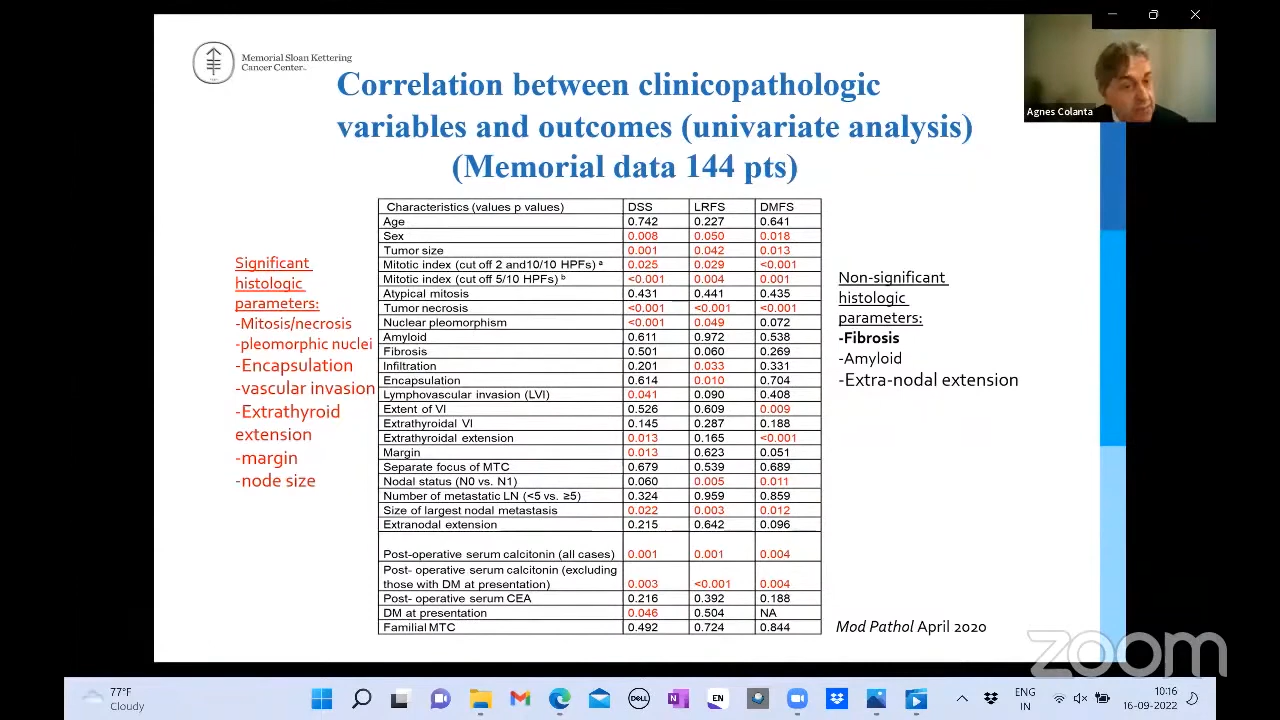 Memorial Sloan Kettering
Cancer Center
Agnes Colanta
Correlation between clinicopathologic
variables and outcomes (univariate analysis)
(Memorial data 144 pts)
Significant
histologic
parameters:
-Mitosis/necrosis
-pleomorphic nuclei
-Encapsulation
-vascular invasion
-Extrathyroid
extension
-margin
-node size
Characteristics (values p values) DSS LRFS DMFS
Age 0.742 0.227 0.641
Sex 0.008 0.050 0.018
Tumor size 0.001 0.042 0.013
Mitotic index (cut off 2 and10/10 HPFs) a 0.025 0.029 <0.001
Mitotic index (cut off 5/10 HPFs) b <0.001 0.004 0.001
Atypical mitosis 0.431 0.441 0.435
Tumor necrosis <0.001 <0.001 <0.001
Nuclear pleomorphism <0.001 0.049 0.072
Amyloid 0.611 0.972 0.538
Fibrosis 0.501 0.060 0.269
Infiltration 0.201 0.033 0.331
Encapsulation 0.614 0.010 0.704
Lymphovascular invasion (LVI) 0.041 0.090 0.408
Extent of VI 0.526 0.609 0.009
Extrathyroidal VI 0.145 0.287 0.188
Extrathyroidal extension 0.013 0.165 <0.001
Margin 0.013 0.623 0.051
Separate focus of MTC 0.679 0.539 0.689
Nodal status (N0 vs. N1) 0.060 0.005 0.011
Number of metastatic LN (<5 vs. ≥5) 0.324 0.959 0.859
Size of largest nodal metastasis 0.022 0.003 0.012
Extranodal extension 0.215 0.642 0.096
Post-operative serum calcitonin (all cases) 0.001 0.001 0.004
Post- operative serum calcitonin (excluding
those with DM at presentation) 0.003 <0.001 0.004
Post- operative serum CEA 0.216 0.392 0.188
DM at presentation 0.046 0.504 NA
Familial MTC 0.492 0.724 0.844
Non-significant
histologic
parameters:
-Fibrosis
-Amyloid
-Extra-nodal extension
Mod Pathol April 2020
zoom
77°F
Cloudy
DELL
EN
ENG
IN
10:16
16-09-2022